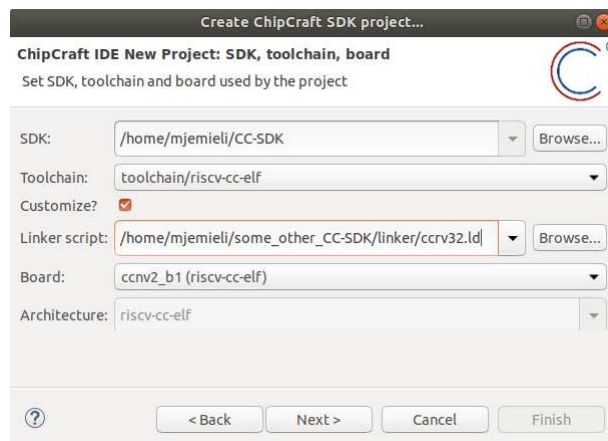 Create ChipCraft SDK project...
ChipCraft IDE New Project: SDK, toolchain, board
Set SDK, toolchain and board used by the project
SDK: /home/mjemieli/CC-SDK Browse...
Toolchain: toolchain/riscv-cc-elf
Customize?
Linker script: /home/mjemieli/some_other_CC-SDK/linker/ccrv32.ld Browse...
Board: ccnv2_b1 (riscv-cc-elf)
Architecture: riscv-cc-elf
? < Back Next > Cancel Finish